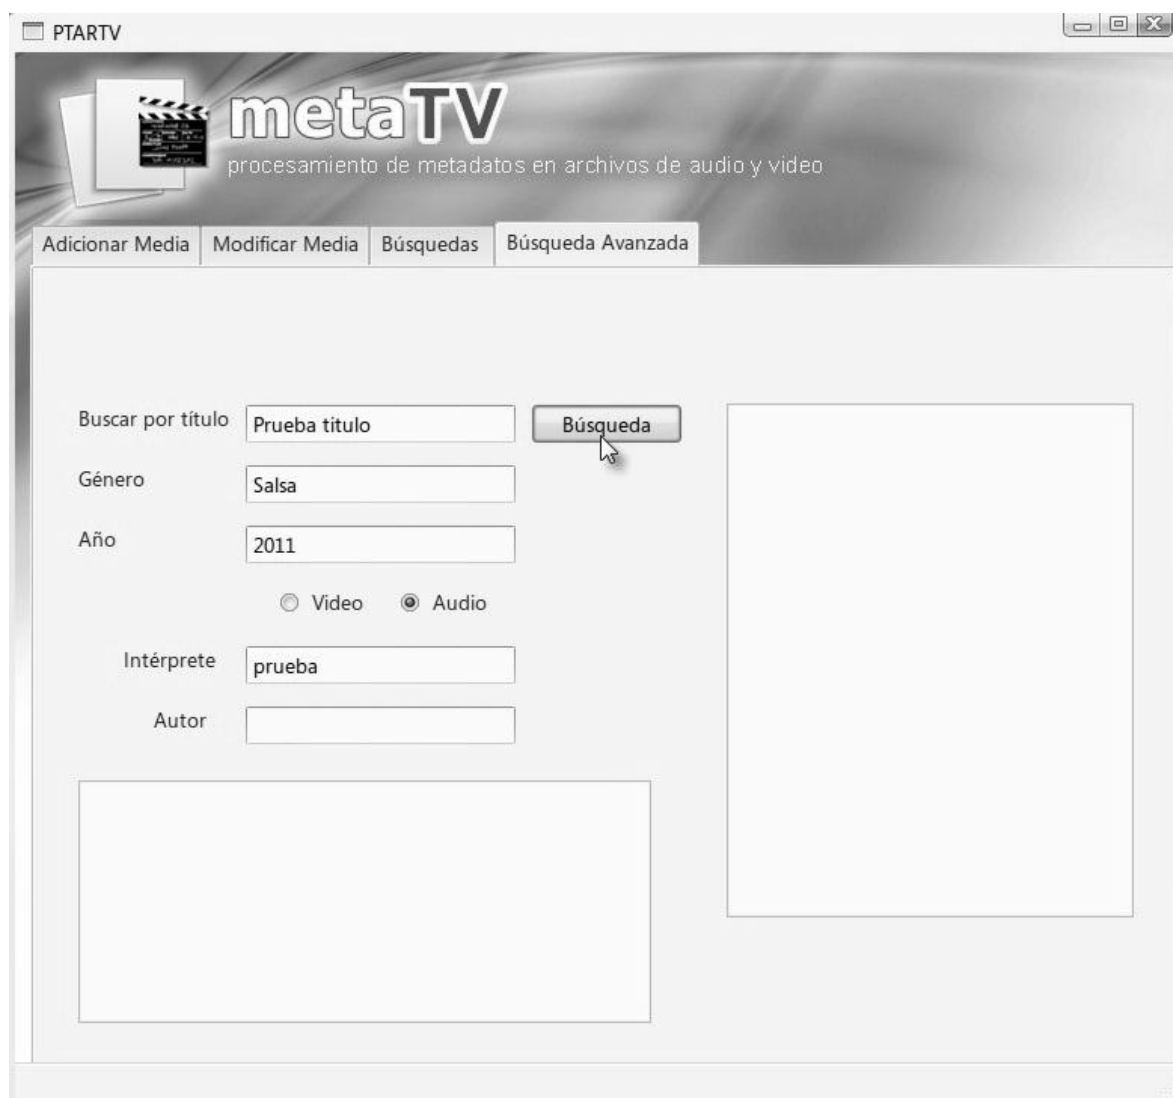 PTARTV
metaTV
procesamiento de metadatos en archivos de audio y video
Adicionar Media Modificar Media Búsquedas Búsqueda Avanzada
Buscar por título Prueba titulo Búsqueda
Género Salsa
Año 2011
Video Audio
Intérprete prueba
Autor